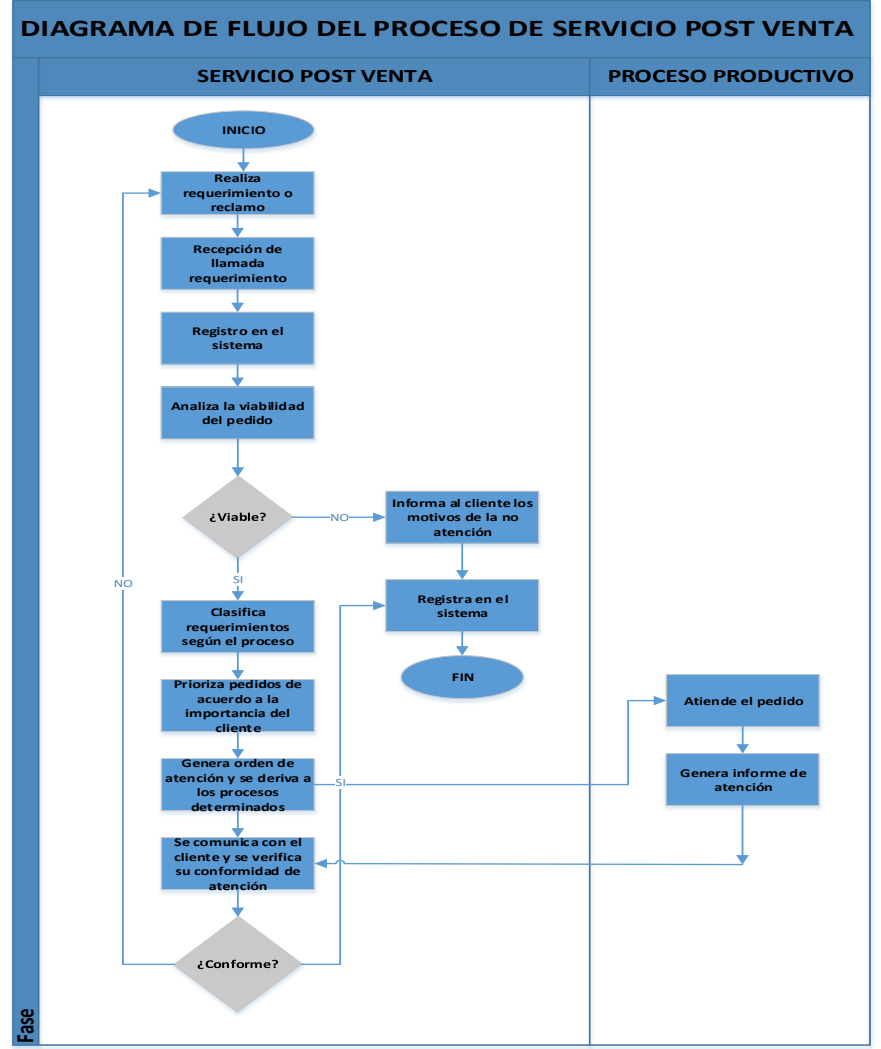 DIAGRAMA DE FLUJO DEL PROCESO DE SERVICIO POST VENTA
SERVICIO POST VENTA
PROCESO PRODUCTIVO
INICIO
Realiza
requerimiento o
reclamo
Recepción de
llamada
requerimiento
Registro en el
sistema
Analiza la viabilidad
del pedido
¿Viable?
NO
Informa al cliente los
motivos de la no
atención
SI
NO
Clasifica
requerimientos
según el proceso
Registra en el
sistema
FIN
Prioriza pedidos de
acuerdo a la
importancia del
cliente
Atiende el pedido
Genera orden de
atención y se deriva a
los procesos
determinados
SI
Genera informe de
atención
Se comunica con el
cliente y se verifica
su conformidad de
atención
¿Conforme?
Fase